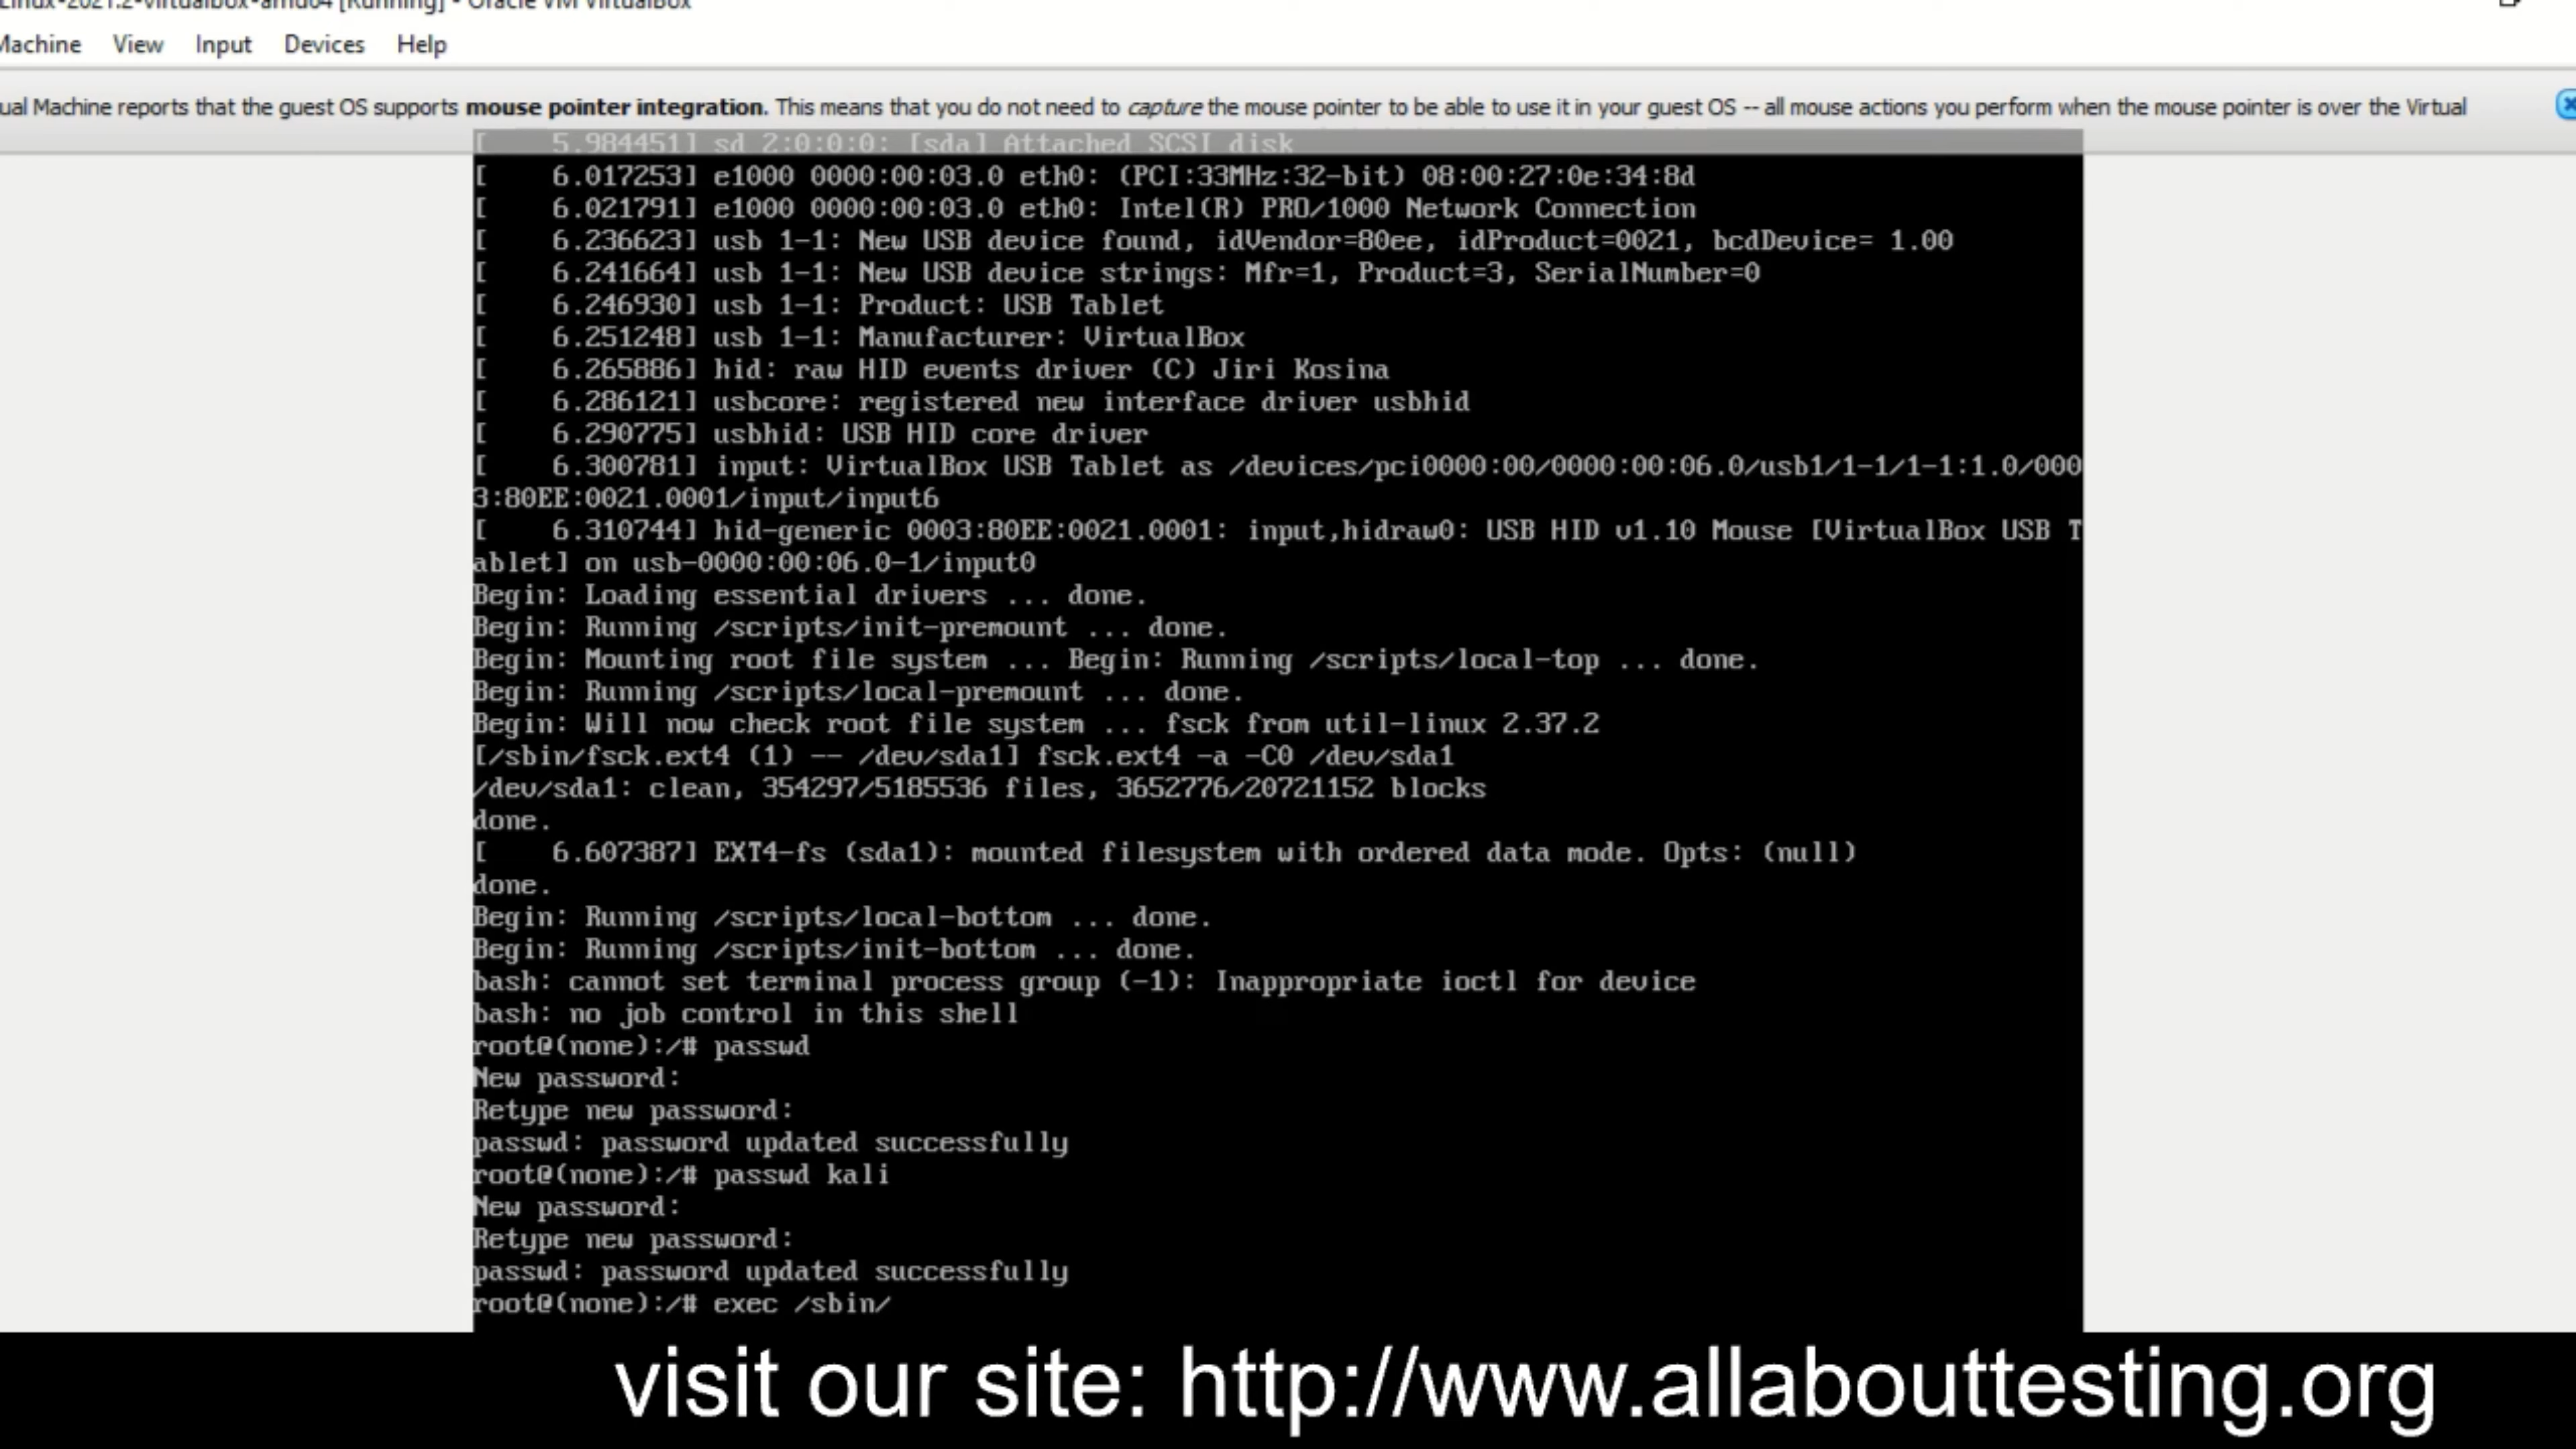 Linux-2021.2-virtualbox-amd64 [Running] - Oracle VM VirtualBox
Machine View Input Devices Help
ual Machine reports that the guest OS supports mouse pointer integration. This means that you do not need to capture the mouse pointer to be able to use it in your guest OS -- all mouse actions you perform when the mouse pointer is over the Virtual
[    5.984451] sd 2:0:0:0: [sda] Attached SCSI disk
[    6.017253] e1000 0000:00:03.0 eth0: (PCI:33MHz:32-bit) 08:00:27:0e:34:8d
[    6.021791] e1000 0000:00:03.0 eth0: Intel(R) PRO/1000 Network Connection
[    6.236623] usb 1-1: New USB device found, idVendor=80ee, idProduct=0021, bcdDevice= 1.00
[    6.241664] usb 1-1: New USB device strings: Mfr=1, Product=3, SerialNumber=0
[    6.246930] usb 1-1: Product: USB Tablet
[    6.251248] usb 1-1: Manufacturer: VirtualBox
[    6.265886] hid: raw HID events driver (C) Jiri Kosina
[    6.286121] usbcore: registered new interface driver usbhid
[    6.290775] usbhid: USB HID core driver
[    6.300781] input: VirtualBox USB Tablet as /devices/pci0000:00/0000:00:06.0/usb1/1-1/1-1:1.0/000
3:80EE:0021.0001/input/input6
[    6.310744] hid-generic 0003:80EE:0021.0001: input,hidraw0: USB HID v1.10 Mouse [VirtualBox USB T
ablet] on usb-0000:00:06.0-1/input0
Begin: Loading essential drivers ... done.
Begin: Running /scripts/init-premount ... done.
Begin: Mounting root file system ... Begin: Running /scripts/local-top ... done.
Begin: Running /scripts/local-premount ... done.
Begin: Will now check root file system ... fsck from util-linux 2.37.2
[/sbin/fsck.ext4 (1) -- /dev/sda1] fsck.ext4 -a -C0 /dev/sda1
/dev/sda1: clean, 354297/5185536 files, 3652776/20721152 blocks
done.
[    6.607387] EXT4-fs (sda1): mounted filesystem with ordered data mode. Opts: (null)
done.
Begin: Running /scripts/local-bottom ... done.
Begin: Running /scripts/init-bottom ... done.
bash: cannot set terminal process group (-1): Inappropriate ioctl for device
bash: no job control in this shell
root@(none):/# passwd
New password:
Retype new password:
passwd: password updated successfully
root@(none):/# passwd kali
New password:
Retype new password:
passwd: password updated successfully
root@(none):/# exec /sbin/
visit our site: http://www.allabouttesting.org